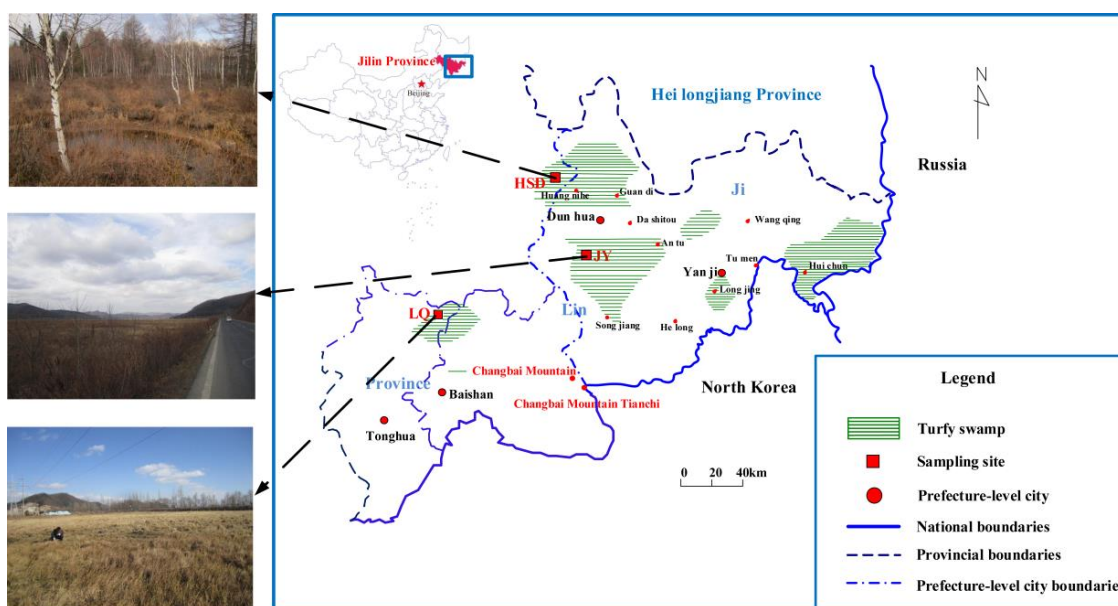 Jilin Province
Beijing
Hei longjiang Province
N
Russia
HSD
Huang nihe
Guan di
Ji
Dun hua
Da shitou
Wang qing
An tu
JY
Yan ji
Tu men
Hui chun
Long jing
LQ
Lin
Song jiang
He long
Province
Changbai Mountain
North Korea
Baishan
Changbai Mountain Tianchi
Tonghua
0 20 40km
Legend
Turfy swamp
Sampling site
Prefecture-level city
National boundaries
Provincial boundaries
Prefecture-level city boundarie